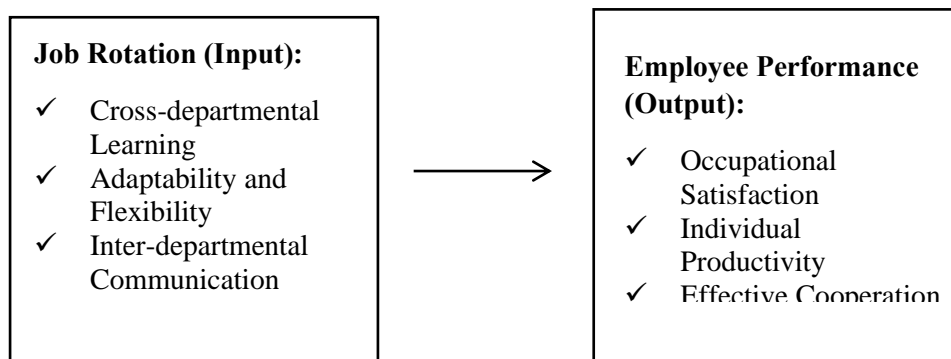 Job Rotation (Input):
✓ Cross-departmental
Learning
✓ Adaptability and
Flexibility
✓ Inter-departmental
Communication
Employee Performance
(Output):
✓ Occupational
Satisfaction
✓ Individual
Productivity
✓ Effective Cooperation